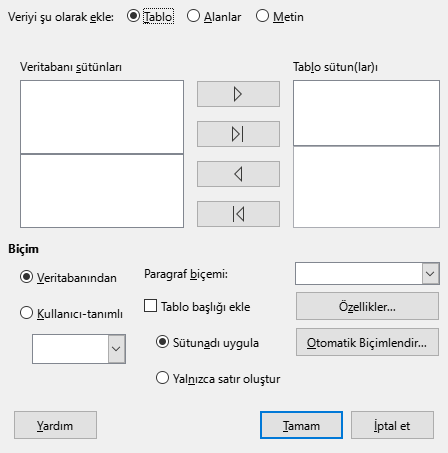 Veriyi şu olarak ekle: Tablo Alanlar Metin
Veritabanı sütünları Tablo sütun(lar)ı
Biçim
Veritabanından Paragraf biçemi:
Kullanıcı-tanımlı Tablo başlığı ekle Özellikler...
Sütunadı uygula Otomatik Biçimlendir...
Yalnızca satır oluştur
Yardım Tamam İptal et